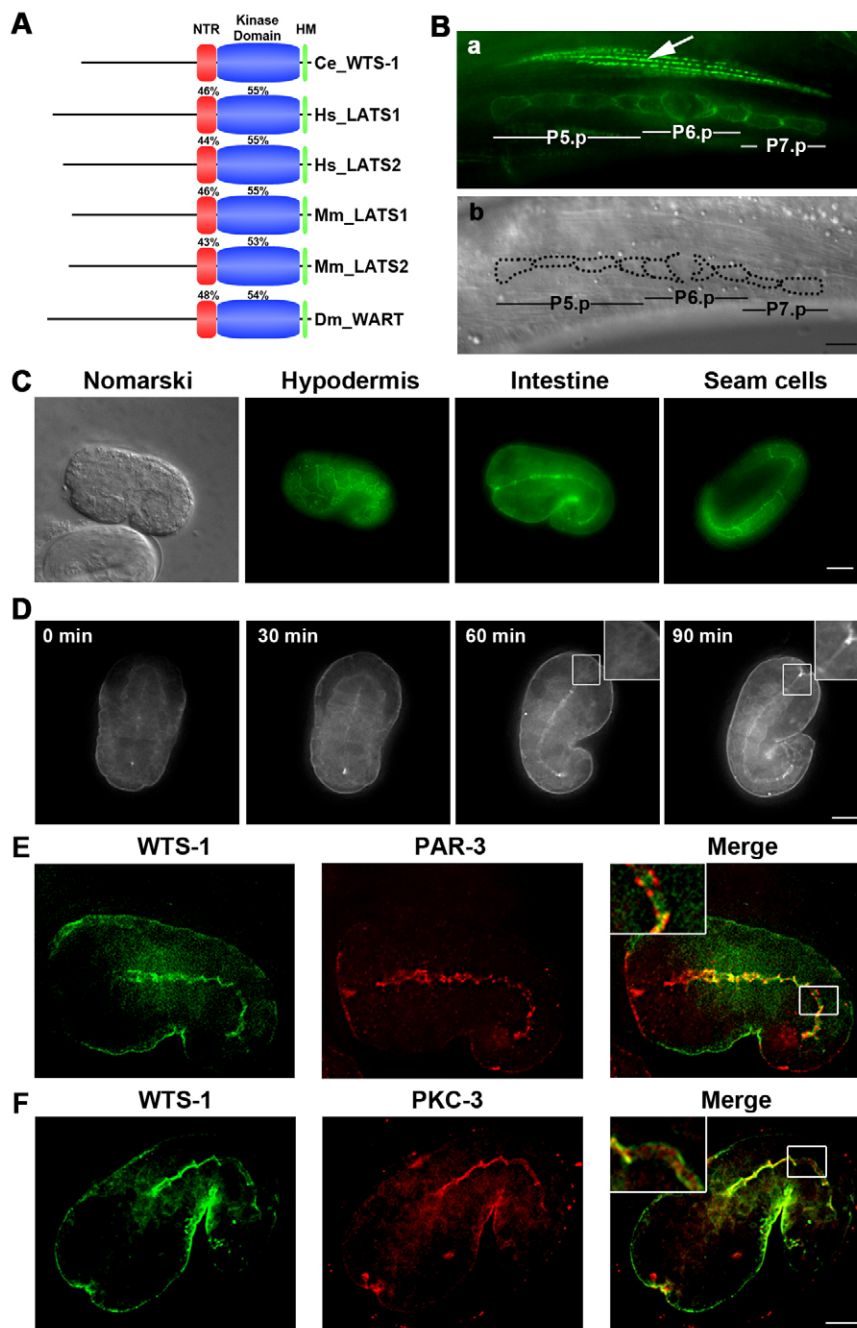 A
NTR Kinase Domain HM
Ce_WTS-1
46% 55%
Hs_LATS1
44% 55%
Hs_LATS2
46% 55%
Mm_LATS1
43% 53%
Mm_LATS2
48% 54%
Dm_WART
B
a
P5.p P6.p P7.p
b
P5.p P6.p P7.p
C
Nomarski Hypodermis Intestine Seam cells
D
0 min 30 min 60 min 90 min
E
WTS-1 PAR-3 Merge
F
WTS-1 PKC-3 Merge